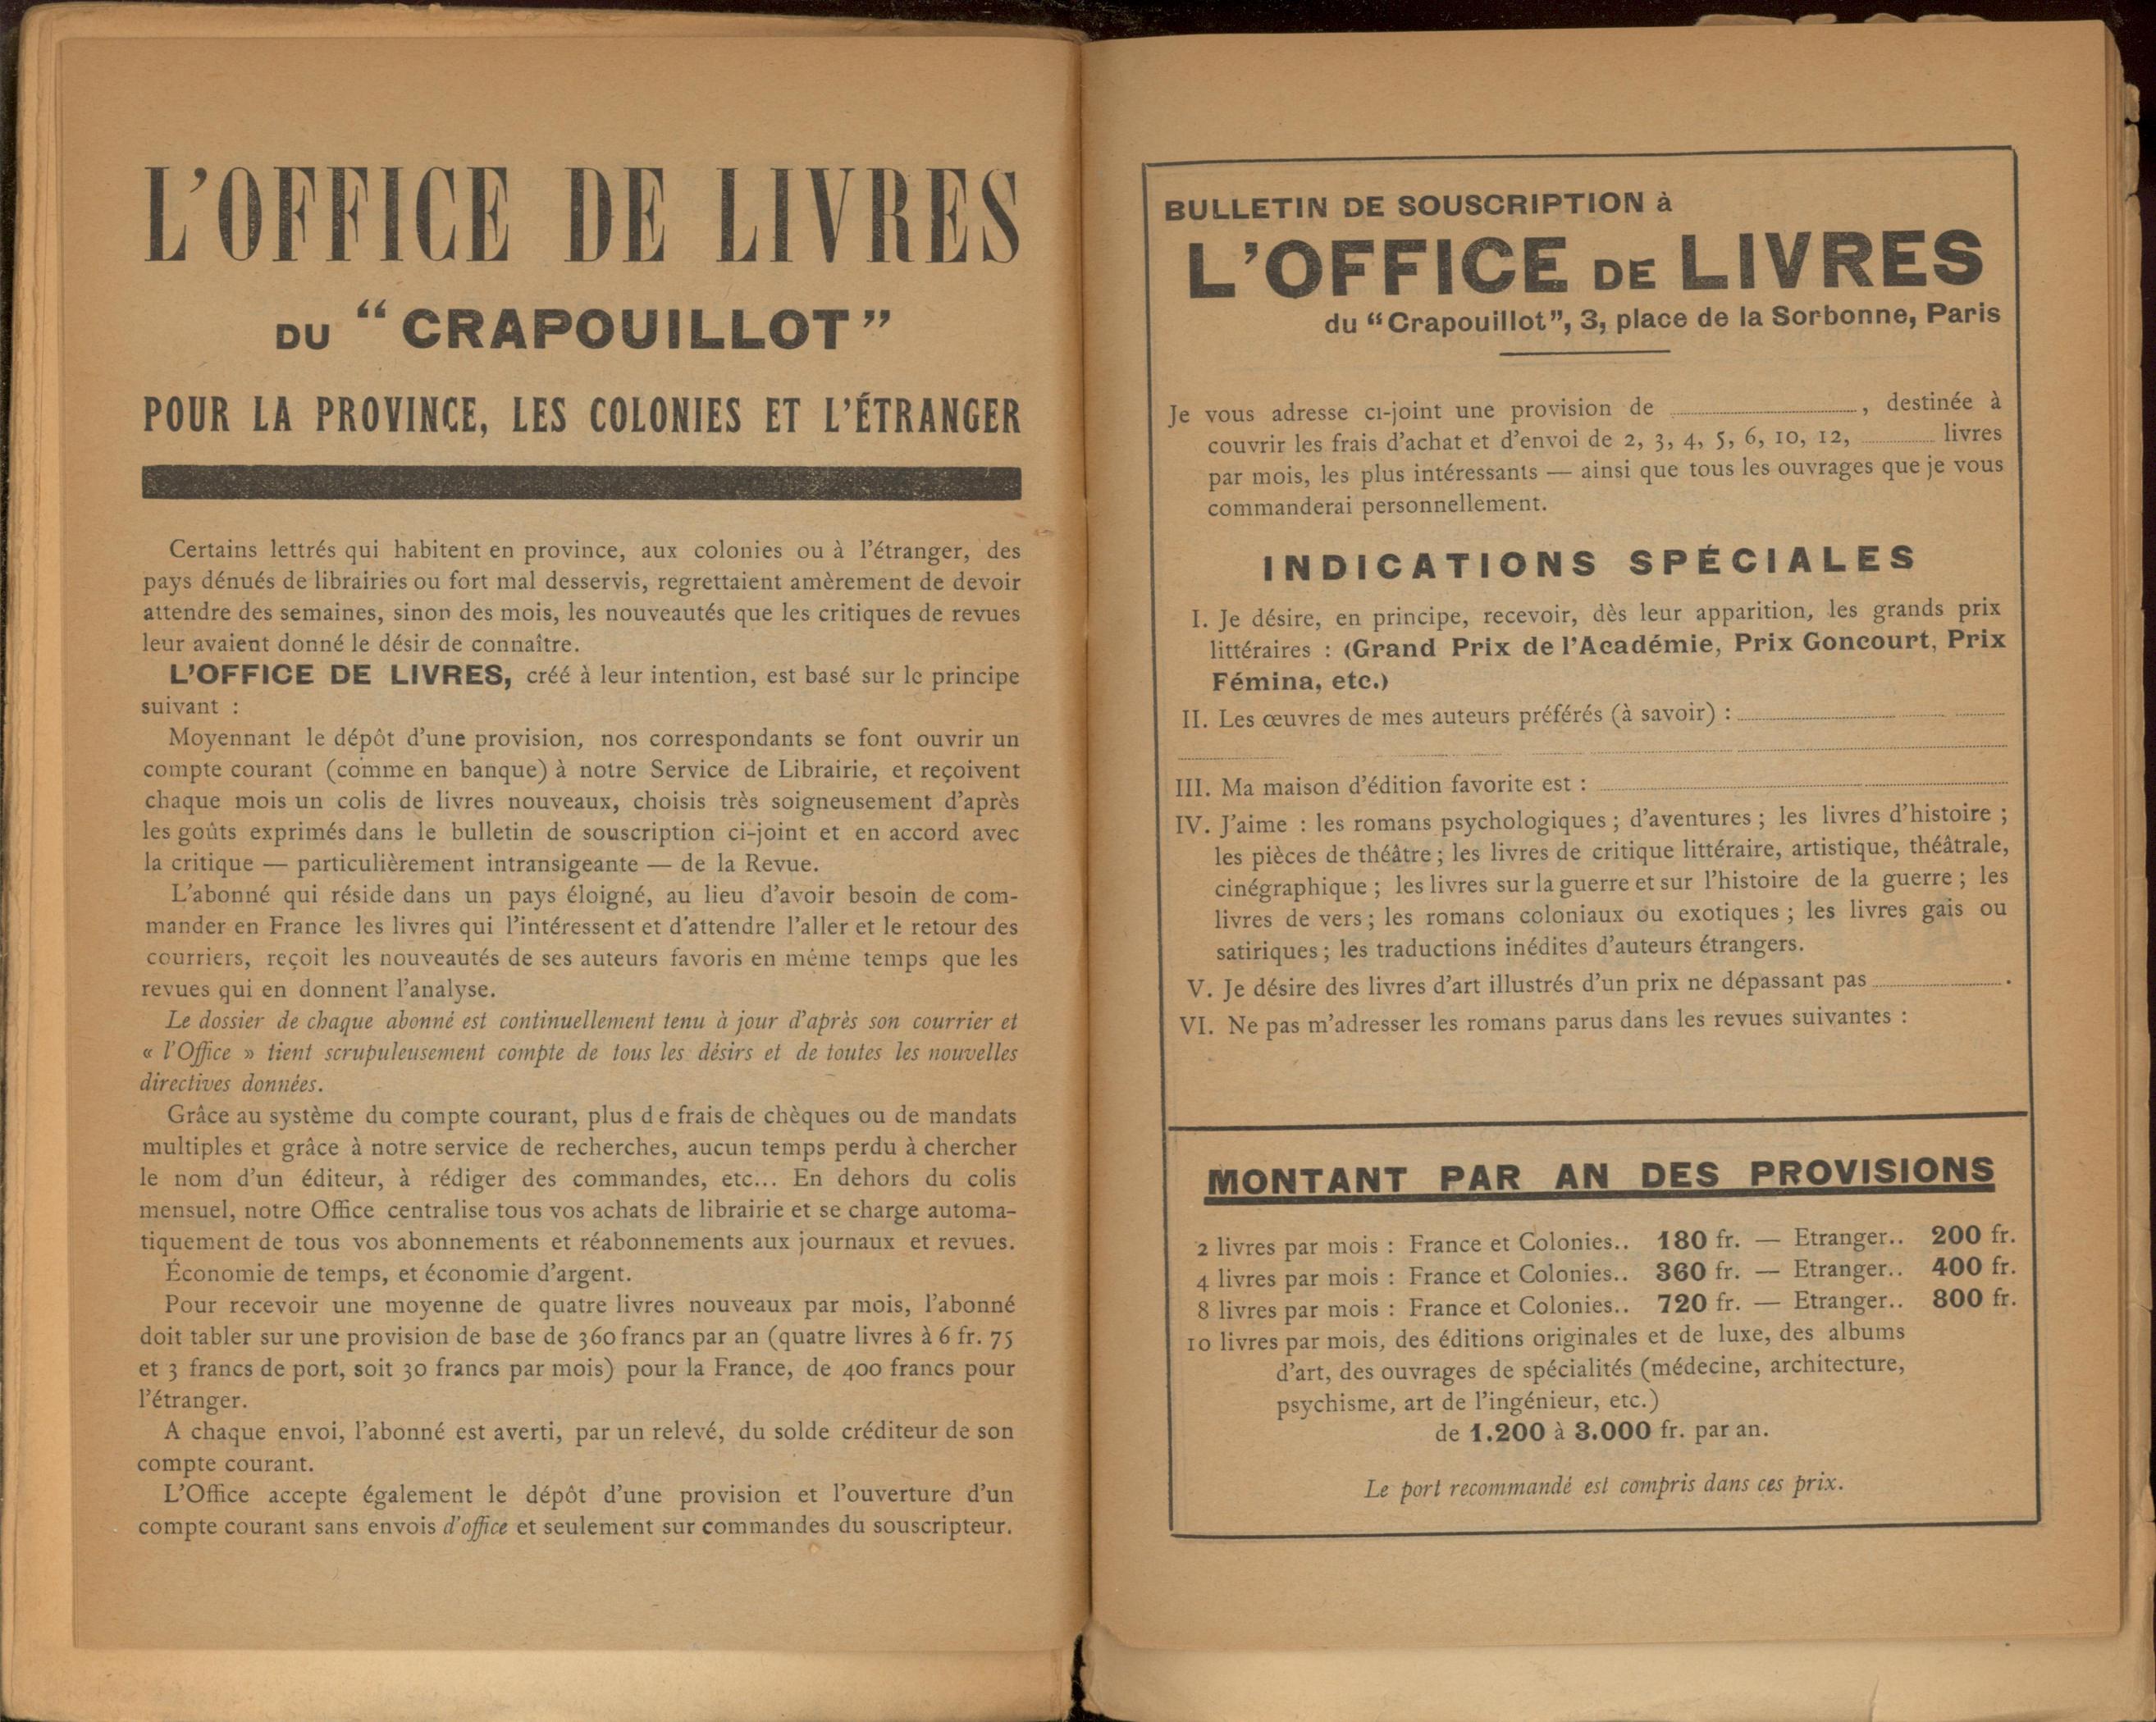 L'OFFICE DE LIVRES
DU “CRAPOUILLOT”
POUR LA PROVINCE, LES COLONIES ET L'ÉTRANGER
Certains lettrés qui habitent en province, aux colonies ou à l'étranger, des
pays dénués de librairies ou fort mal desservis, regrettaient amèrement de devoir
attendre des semaines, sinon des mois, les nouveautés que les critiques de revues
leur avaient donné le désir de connaître.
L'OFFICE DE LIVRES, créé à leur intention, est basé sur le principe
suivant :
Moyennant le dépôt d'une provision, nos correspondants se font ouvrir un
compte courant (comme en banque) à notre Service de Librairie, et reçoivent
chaque mois un colis de livres nouveaux, choisis très soigneusement d'après
les goûts exprimés dans le bulletin de souscription ci-joint et en accord avec
la critique — particulièrement intransigeante — de la Revue.
L'abonné qui réside dans un pays éloigné, au lieu d'avoir besoin de com-
mander en France les livres qui l'intéressent et d'attendre l'aller et le retour des
courriers, reçoit les nouveautés de ses auteurs favoris en même temps que les
revues qui en donnent l'analyse.
Le dossier de chaque abonné est continuellement tenu à jour d'après son courrier et
« l'Office » tient scrupuleusement compte de tous les désirs et de toutes les nouvelles
directives données.
Grâce au système du compte courant, plus de frais de chèques ou de mandats
multiples et grâce à notre service de recherches, aucun temps perdu à chercher
le nom d'un éditeur, à rédiger des commandes, etc... En dehors du colis
mensuel, notre Office centralise tous vos achats de librairie et se charge automa-
tiquement de tous vos abonnements et réabonnements aux journaux et revues.
Économie de temps, et économie d'argent.
Pour recevoir une moyenne de quatre livres nouveaux par mois, l'abonné
doit tabler sur une provision de base de 360 francs par an (quatre livres à 6 fr. 75
et 3 francs de port, soit 30 francs par mois) pour la France, de 400 francs pour
l'étranger.
A chaque envoi, l'abonné est averti, par un relevé, du solde créditeur de son
compte courant.
L'Office accepte également le dépôt d'une provision et l'ouverture d'un
compte courant sans envois d'office et seulement sur commandes du souscripteur.
BULLETIN DE SOUSCRIPTION à
L'OFFICE DE LIVRES
du “Crapouillot”, 3, place de la Sorbonne, Paris
Je vous adresse ci-joint une provision de ........, destinée à
couvrir les frais d'achat et d'envoi de 2, 3, 4, 5, 6, 10, 12, ........ livres
par mois, les plus intéressants — ainsi que tous les ouvrages que je vous
commanderai personnellement.
INDICATIONS SPÉCIALES
I. Je désire, en principe, recevoir, dès leur apparition, les grands prix
littéraires : (Grand Prix de l'Académie, Prix Goncourt, Prix
Fémina, etc.)
II. Les œuvres de mes auteurs préférés (à savoir) : ........
III. Ma maison d'édition favorite est : ........
IV. J'aime : les romans psychologiques ; d'aventures ; les livres d'histoire ;
les pièces de théâtre ; les livres de critique littéraire, artistique, théâtrale,
cinégraphique ; les livres sur la guerre et sur l'histoire de la guerre ; les
livres de vers ; les romans coloniaux ou exotiques ; les livres gais ou
satiriques ; les traductions inédites d'auteurs étrangers.
V. Je désire des livres d'art illustrés d'un prix ne dépassant pas ........
VI. Ne pas m'adresser les romans parus dans les revues suivantes :
MONTANT PAR AN DES PROVISIONS
2 livres par mois : France et Colonies.. 180 fr. — Etranger.. 200 fr.
4 livres par mois : France et Colonies.. 360 fr. — Etranger.. 400 fr.
8 livres par mois : France et Colonies.. 720 fr. — Etranger.. 800 fr.
10 livres par mois, des éditions originales et de luxe, des albums
d'art, des ouvrages de spécialités (médecine, architecture,
psychisme, art de l'ingénieur, etc.)
de 1.200 à 3.000 fr. par an.
Le port recommandé est compris dans ces prix.